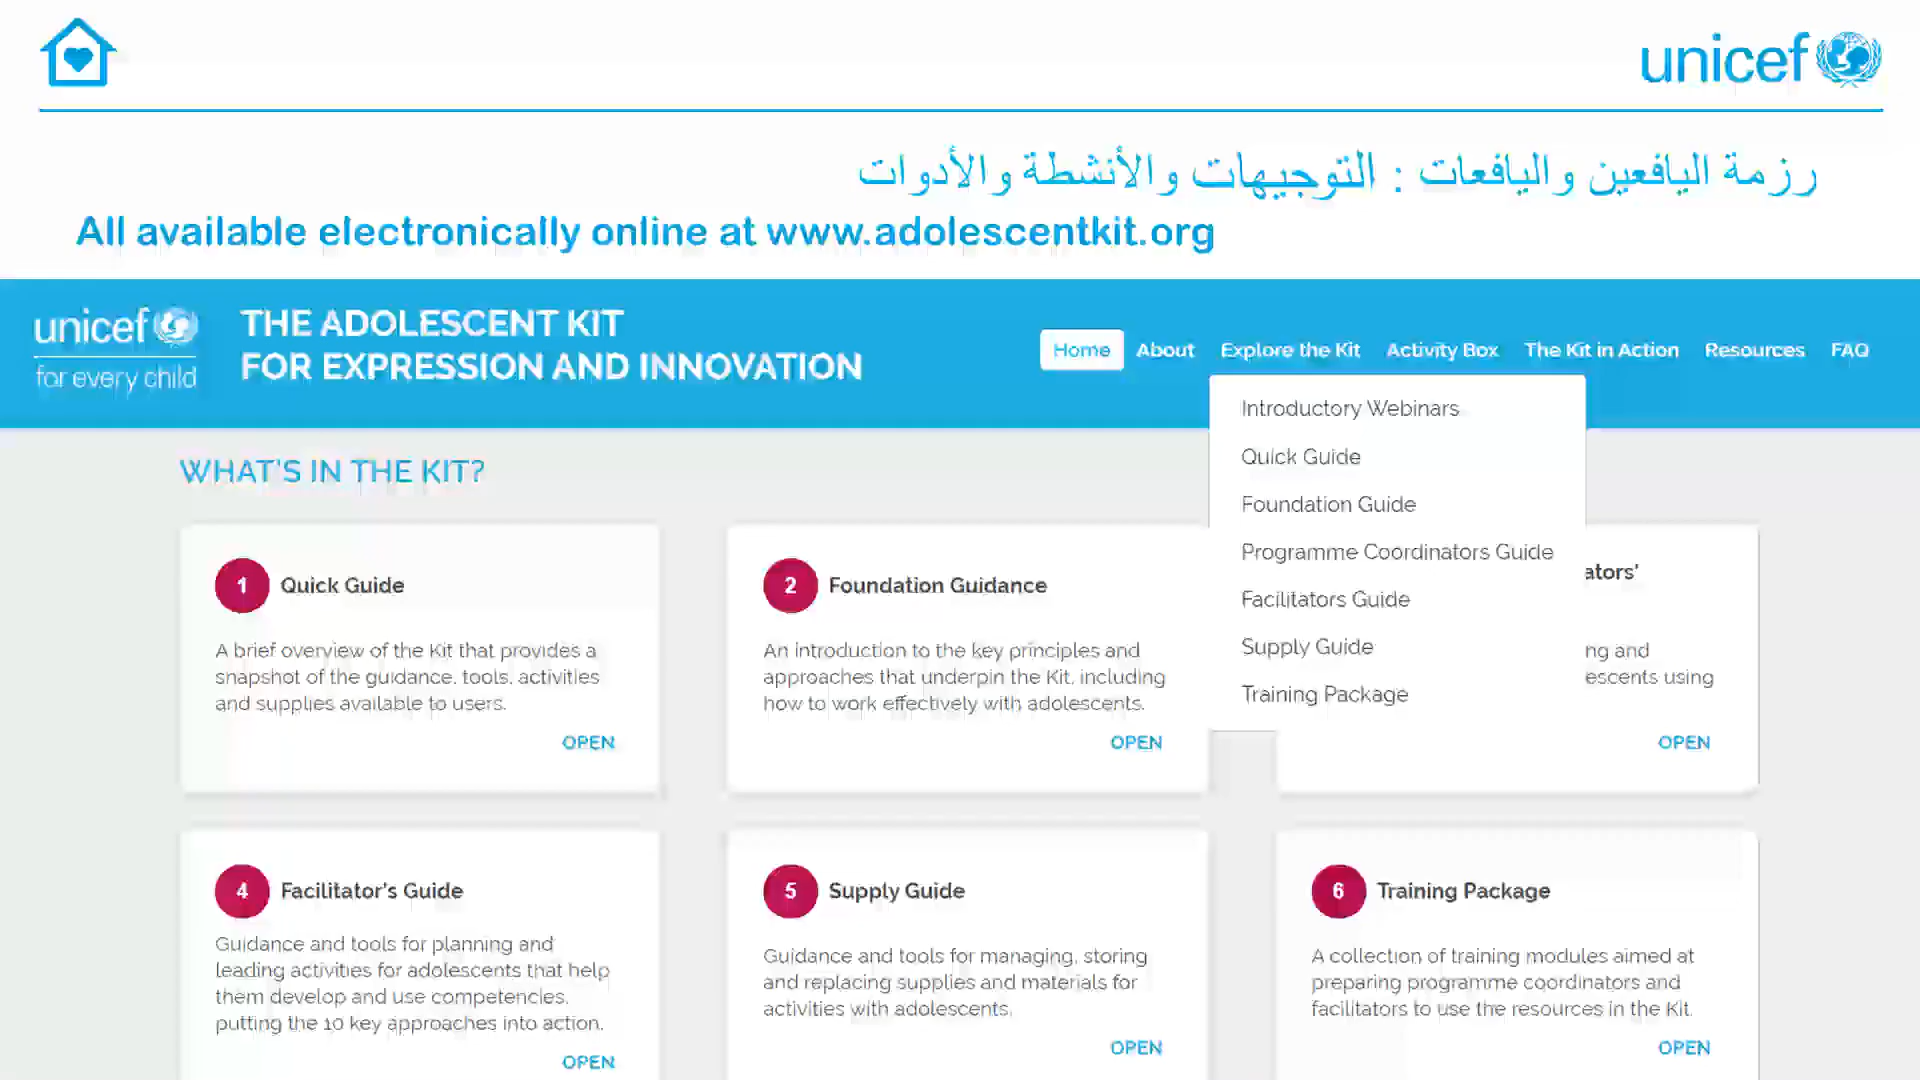 unicef
رزمة اليافعين واليافعات : التوجيهات والأنشطة والأدوات
All available electronically online at www.adolescentkit.org
unicef
for every child
THE ADOLESCENT KIT
FOR EXPRESSION AND INNOVATION
Home About Explore the Kit Activity Box The Kit in Action Resources FAQ
Introductory Webinars
Quick Guide
Foundation Guide
Programme Coordinators Guide
Facilitators Guide
Supply Guide
Training Package
WHAT'S IN THE KIT?
1 Quick Guide
A brief overview of the Kit that provides a
snapshot of the guidance, tools, activities
and supplies available to users.
OPEN
2 Foundation Guidance
An introduction to the key principles and
approaches that underpin the Kit, including
how to work effectively with adolescents.
OPEN
ators'
ng and
escents using
OPEN
4 Facilitator's Guide
Guidance and tools for planning and
leading activities for adolescents that help
them develop and use competencies,
putting the 10 key approaches into action.
OPEN
5 Supply Guide
Guidance and tools for managing, storing
and replacing supplies and materials for
activities with adolescents.
OPEN
6 Training Package
A collection of training modules aimed at
preparing programme coordinators and
facilitators to use the resources in the Kit.
OPEN